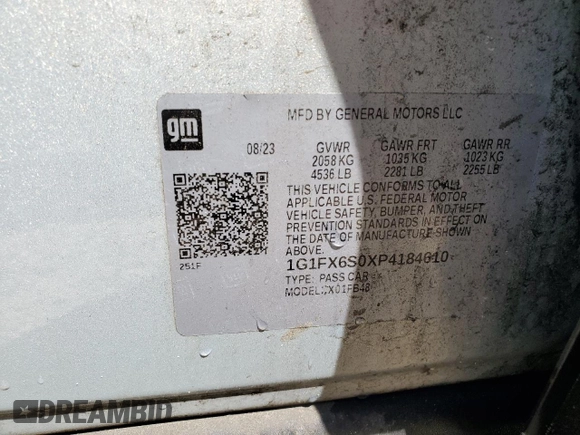 gm
MFD BY GENERAL MOTORS LLC
08/23 GVWR GAWR FRT GAWR RR
2058 KG 1035 KG 1023 KG
4536 LB 2281 LB 2255 LB
THIS VEHICLE CONFORMS TO ALL
APPLICABLE U.S. FEDERAL MOTOR
VEHICLE SAFETY, BUMPER, AND THEFT
PREVENTION STANDARDS IN EFFECT ON
THE DATE OF MANUFACTURE SHOWN
ABOVE.
251F
1G1FX6S0XP4184610
TYPE: PASS CAR
MODEL: 1FB48
DREAMBID